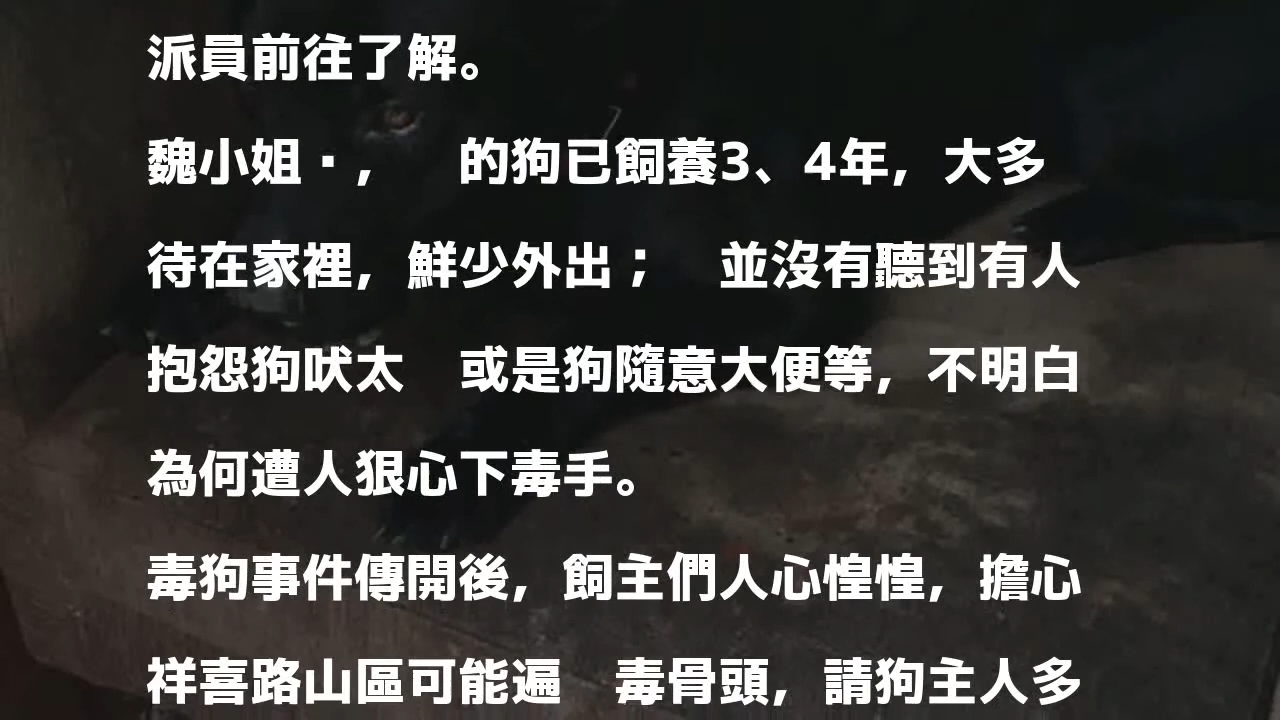 派員前往了解。
魏小姐·， 的狗已飼養3、4年，大多
待在家裡，鮮少外出； 並沒有聽到有人
抱怨狗吠太 或是狗隨意大便等，不明白
為何遭人狠心下毒手。
毒狗事件傳開後，飼主們人心惶惶，擔心
祥喜路山區可能遍 毒骨頭，請狗主人多